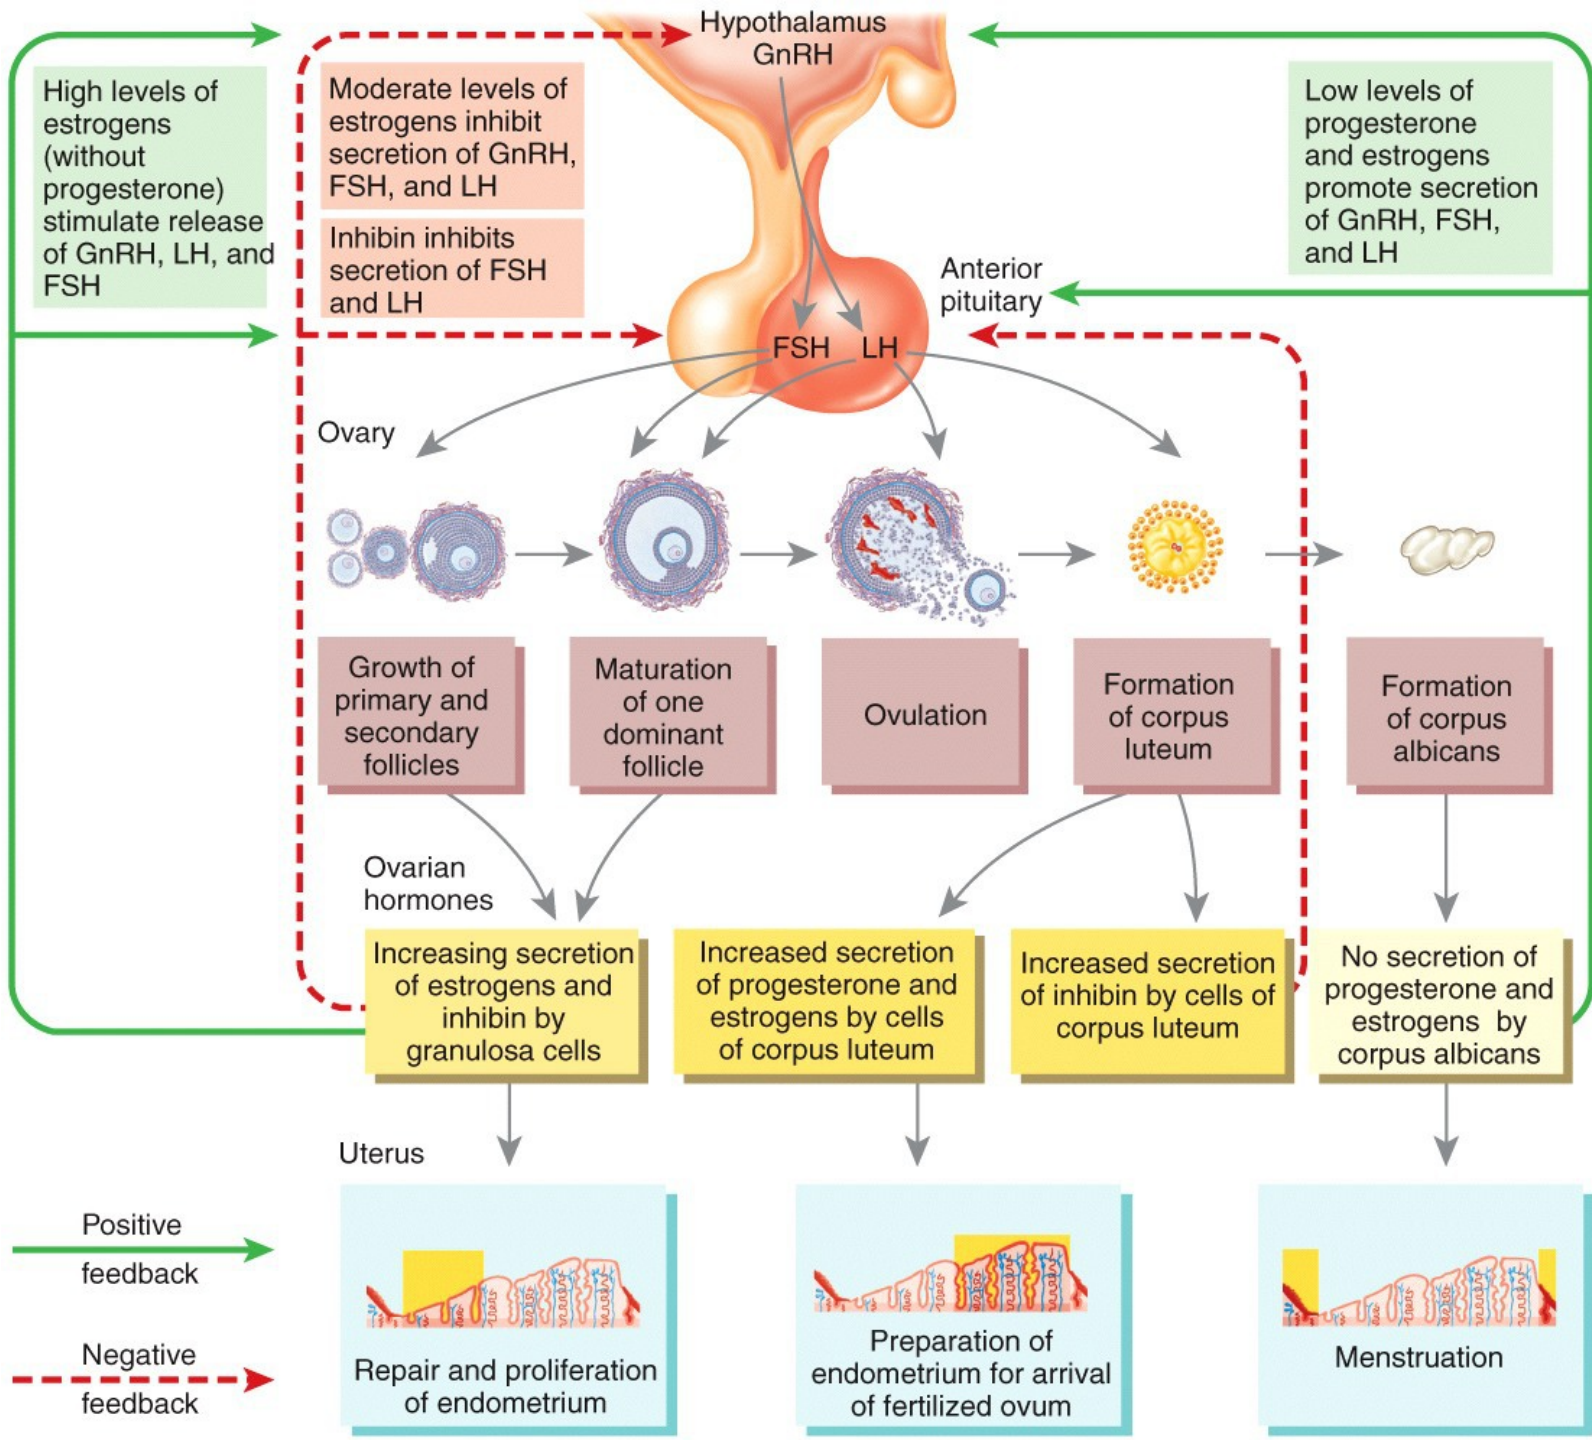 Hypothalamus
GnRH
High levels of
estrogens
(without
progesterone)
stimulate release
of GnRH, LH, and
FSH
Moderate levels of
estrogens inhibit
secretion of GnRH,
FSH, and LH
Inhibin inhibits
secretion of FSH
and LH
Low levels of
progesterone
and estrogens
promote secretion
of GnRH, FSH,
and LH
Anterior
pituitary
FSH LH
Ovary
Growth of
primary and
secondary
follicles
Maturation
of one
dominant
follicle
Ovulation
Formation
of corpus
luteum
Formation
of corpus
albicans
Ovarian
hormones
Increasing secretion
of estrogens and
inhibin by
granulosa cells
Increased secretion
of progesterone and
estrogens by cells
of corpus luteum
Increased secretion
of inhibin by cells of
corpus luteum
No secretion of
progesterone and
estrogens by
corpus albicans
Uterus
Positive
feedback
Negative
feedback
Repair and proliferation
of endometrium
Preparation of
endometrium for arrival
of fertilized ovum
Menstruation